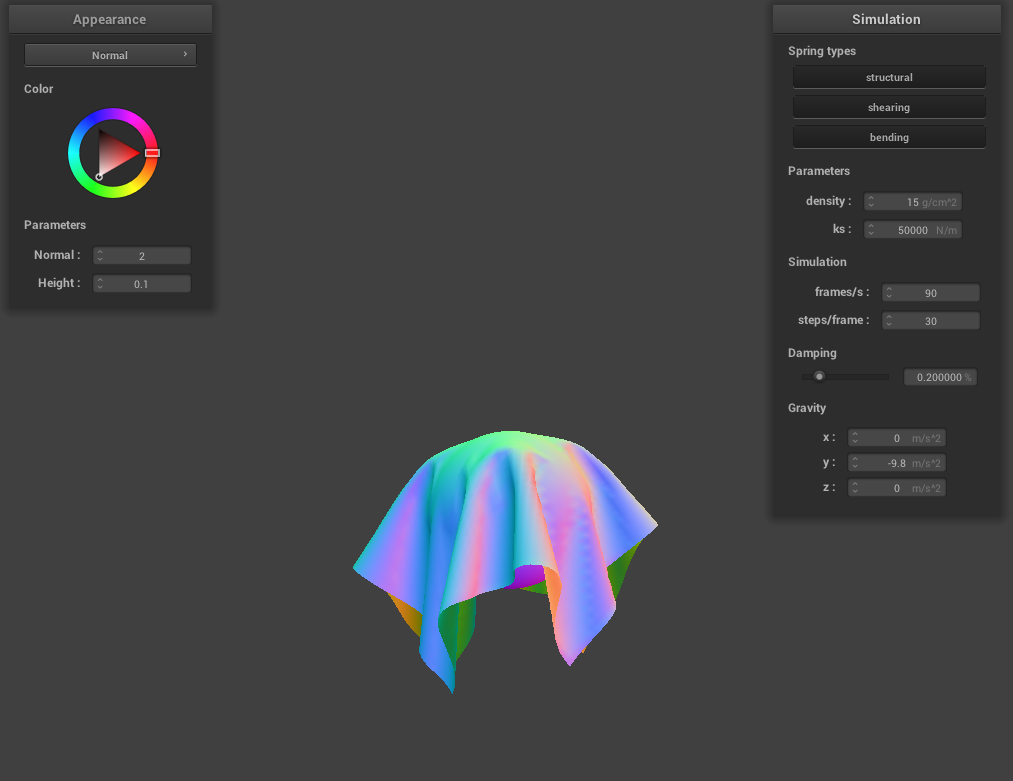 Appearance
Normal
Color
Parameters
Normal : 2
Height : 0.1
Simulation
Spring types
structural
shearing
bending
Parameters
density : 15 g/cm^2
ks : 50000 N/m
Simulation
frames/s : 90
steps/frame : 30
Damping
0.200000 %
Gravity
x : 0 m/s^2
y : -9.8 m/s^2
z : 0 m/s^2